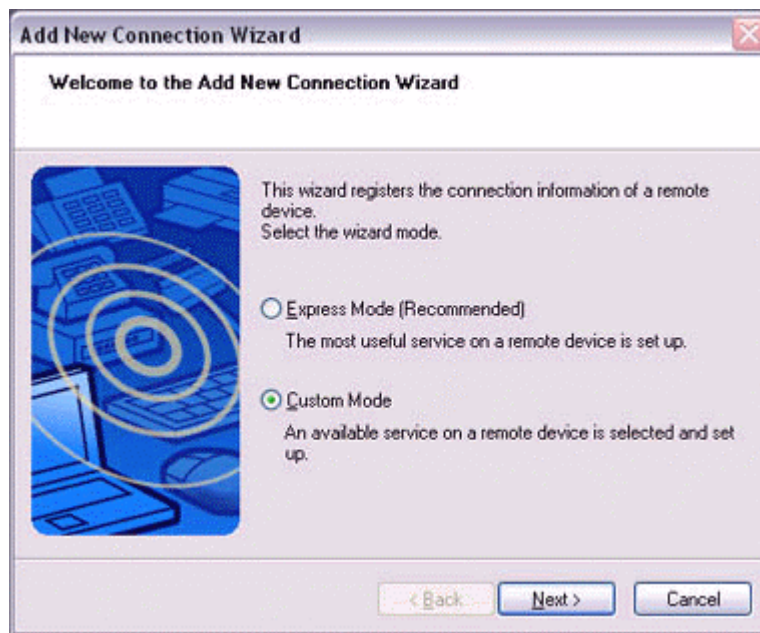 Add New Connection Wizard
Welcome to the Add New Connection Wizard
This wizard registers the connection information of a remote
device.
Select the wizard mode.
Express Mode (Recommended)
The most useful service on a remote device is set up.
Custom Mode
An available service on a remote device is selected and set
up.
< Back
Next >
Cancel